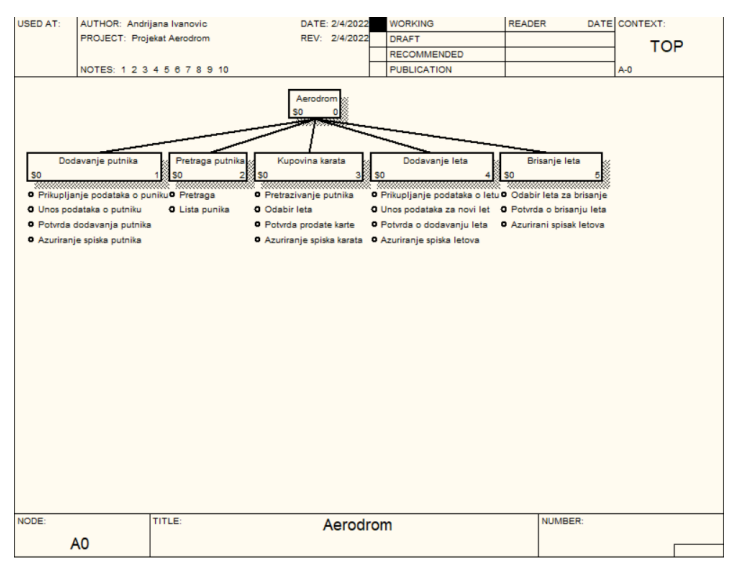 USED AT:
AUTHOR: Andrijana Ivanovic
DATE: 2/4/2022
WORKING
READER
DATE
CONTEXT:
PROJECT: Projekat Aerodrom
REV: 2/4/2022
DRAFT
TOP
RECOMMENDED
NOTES: 1 2 3 4 5 6 7 8 9 10
PUBLICATION
A-0
Aerodrom
$0 0
Dodavanje putnika
$0 1
Pretraga putnika
$0 2
Kupovina karata
$0 3
Dodavanje leta
$0 4
Brisanje leta
$0 5
Prikupljanje podataka o puniku
Unos podataka o putniku
Potvrda dodavanja putnika
Azuriranje spiska putnika
Pretraga
Lista punika
Pretrazivanje putnika
Odabir leta
Potvrda prodate karte
Azuriranje spiska karata
Prikupljanje podataka o letu
Unos podataka za novi let
Potvrda o dodavanju leta
Azuriranje spiska letova
Odabir leta za brisanje
Potvrda o brisanju leta
Azurirani spisak letova
NODE:
A0
TITLE:
Aerodrom
NUMBER: